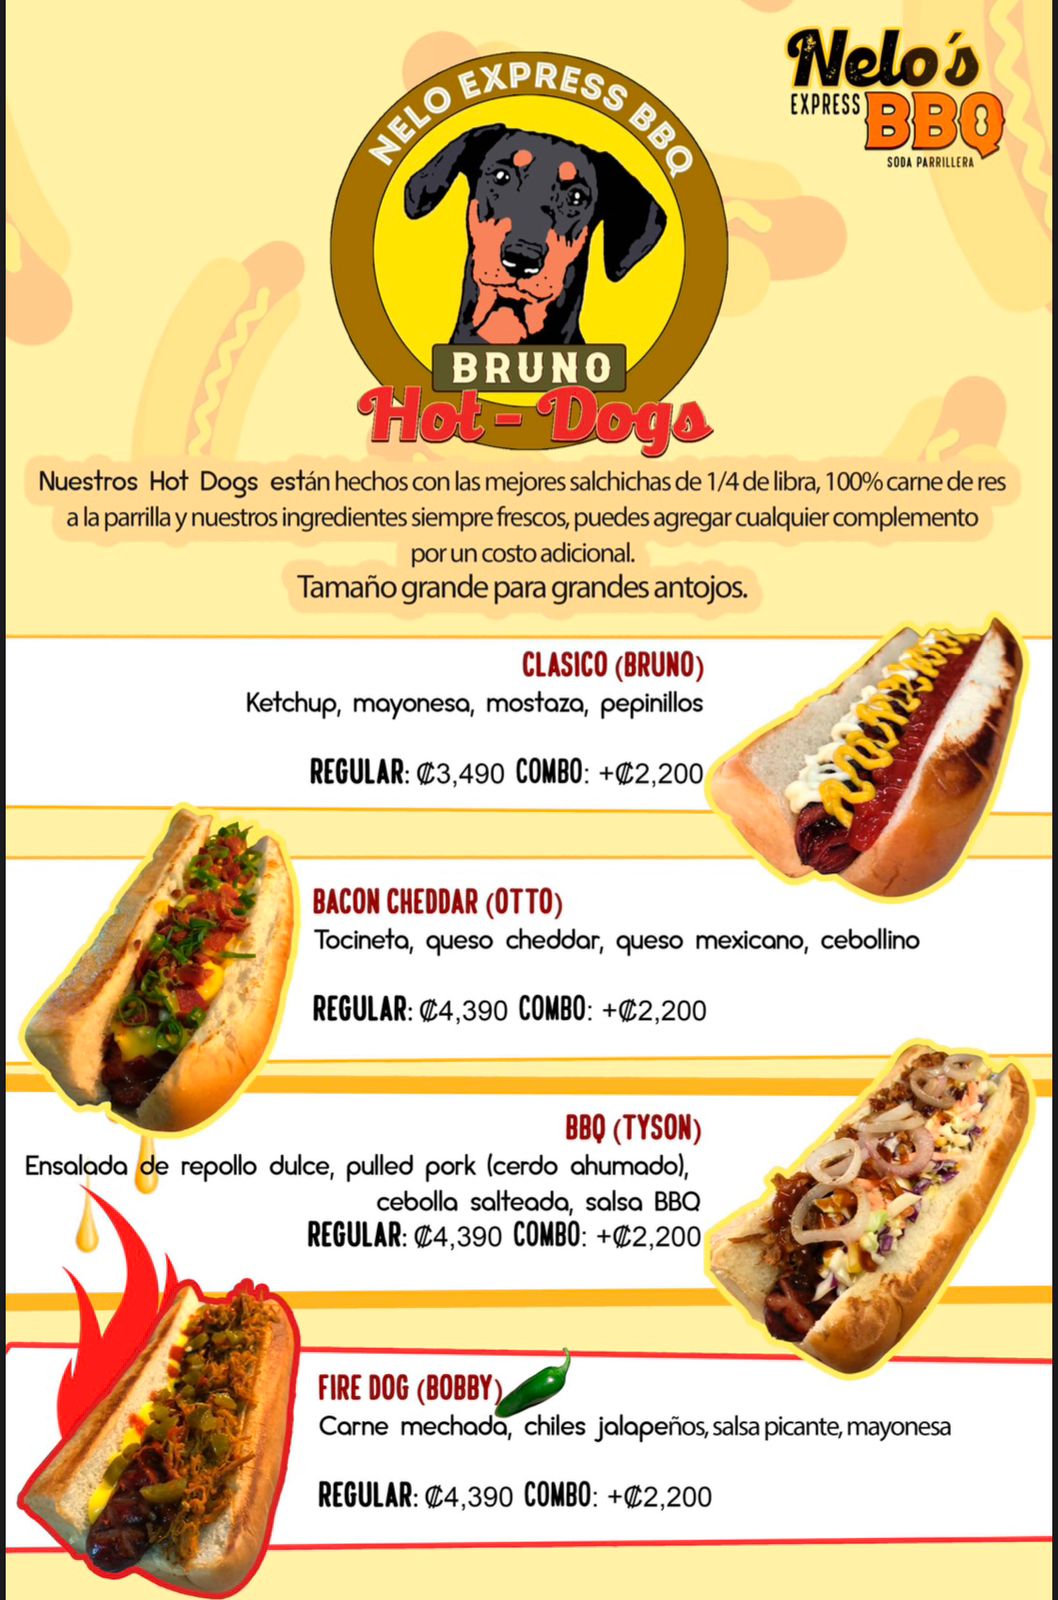 Nelo´s
EXPRESS BBQ
SODA PARRILLERA
NELO EXPRESS BBQ
BRUNO
Hot - Dogs
Nuestros Hot Dogs están hechos con las mejores salchichas de 1/4 de libra, 100% carne de res
a la parrilla y nuestros ingredientes siempre frescos, puedes agregar cualquier complemento
por un costo adicional.
Tamaño grande para grandes antojos.
CLASICO (BRUNO)
Ketchup, mayonesa, mostaza, pepinillos
REGULAR: ₡3,490 COMBO: +₡2,200
BACON CHEDDAR (OTTO)
Tocineta, queso cheddar, queso mexicano, cebollino
REGULAR: ₡4,390 COMBO: +₡2,200
BBQ (TYSON)
Ensalada de repollo dulce, pulled pork (cerdo ahumado),
cebolla salteada, salsa BBQ
REGULAR: ₡4,390 COMBO: +₡2,200
FIRE DOG (BOBBY)
Carne mechada, chiles jalapeños, salsa picante, mayonesa
REGULAR: ₡4,390 COMBO: +₡2,200